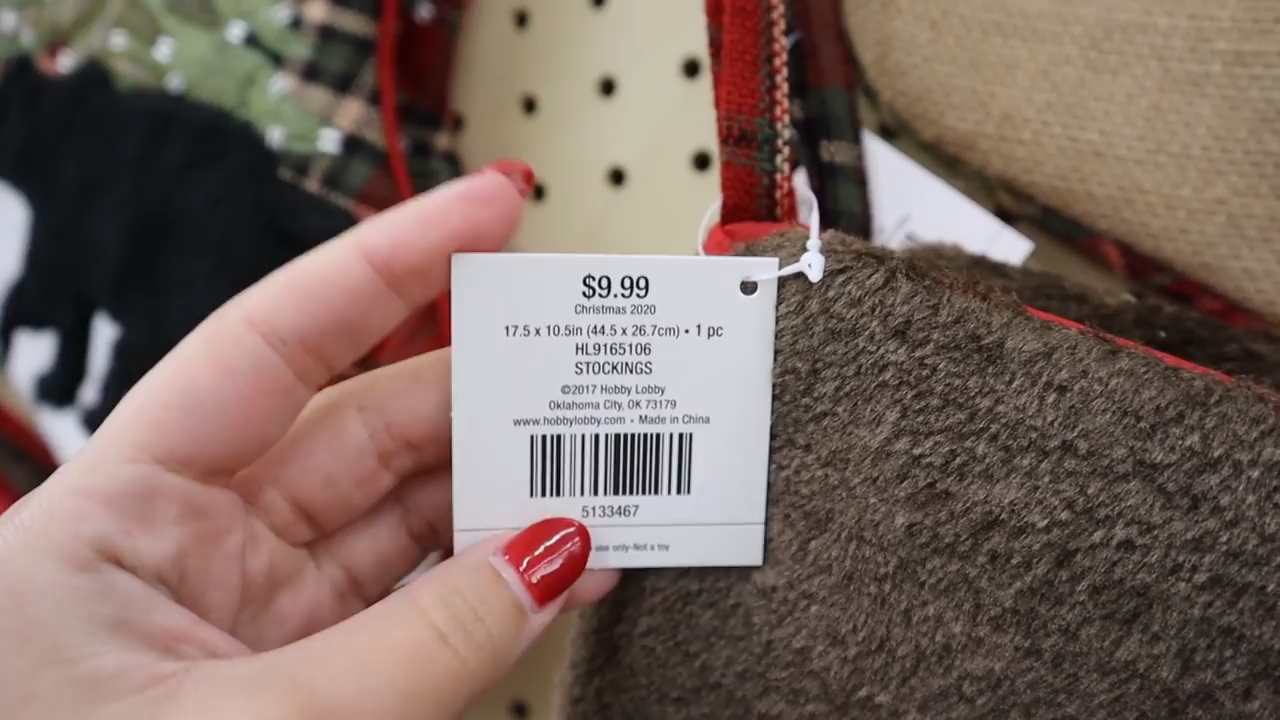 $9.99
Christmas 2020
17.5 x 10.5in (44.5 x 26.7cm) • 1 pc
HL9165106
STOCKINGS
©2017 Hobby Lobby
Oklahoma City, OK 73179
www.hobbylobby.com • Made in China
5133467
use only-Not a toy